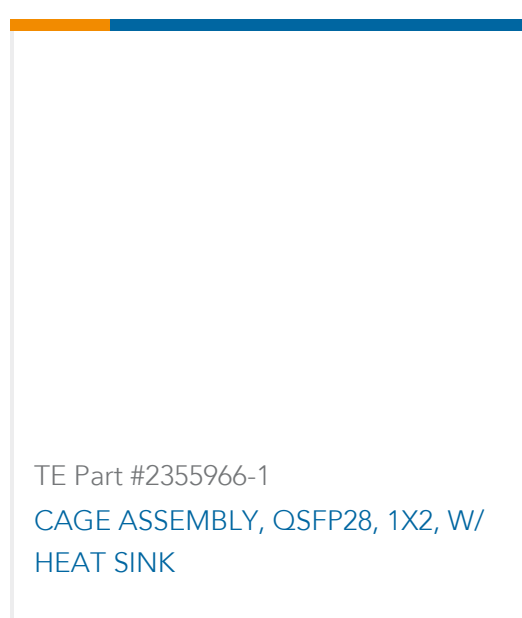 TE Part #2355966-1
CAGE ASSEMBLY, QSFP28, 1X2, W/
HEAT SINK